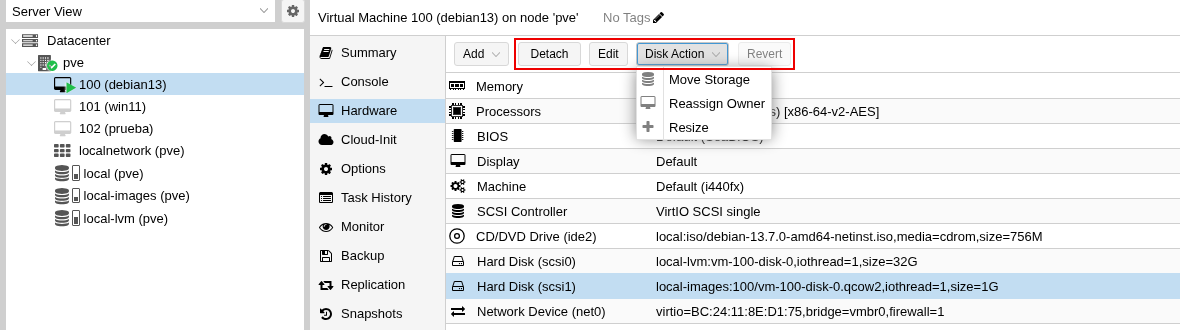 Server View
Datacenter
pve
100 (debian13)
101 (win11)
102 (prueba)
localnetwork (pve)
local (pve)
local-images (pve)
local-lvm (pve)
Virtual Machine 100 (debian13) on node 'pve' No Tags
Summary
Console
Hardware
Cloud-Init
Options
Task History
Monitor
Backup
Replication
Snapshots
Add Detach Edit Disk Action Revert
Move Storage
Reassign Owner
Resize
Memory
Processors s) [x86-64-v2-AES]
BIOS
Display Default
Machine Default (i440fx)
SCSI Controller VirtIO SCSI single
CD/DVD Drive (ide2) local:iso/debian-13.7.0-amd64-netinst.iso,media=cdrom,size=756M
Hard Disk (scsi0) local-lvm:vm-100-disk-0,iothread=1,size=32G
Hard Disk (scsi1) local-images:100/vm-100-disk-0.qcow2,iothread=1,size=1G
Network Device (net0) virtio=BC:24:11:8E:D1:75,bridge=vmbr0,firewall=1